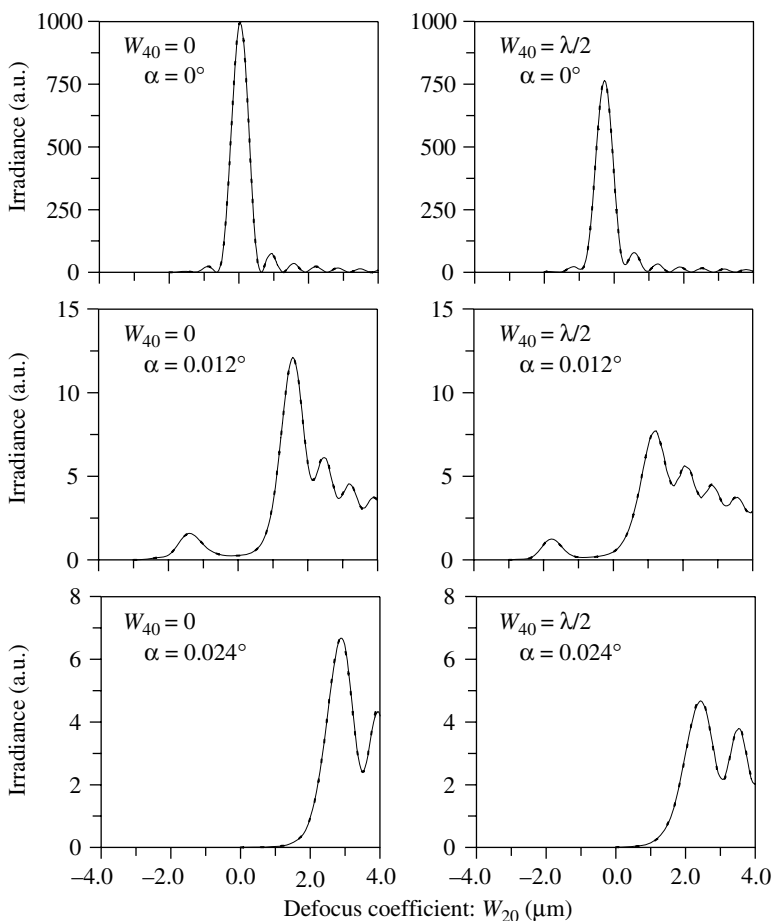 1000
750
500
250
0
Irradiance (a.u.)
W40 = 0
α = 0°
1000
750
500
250
0
W40 = λ/2
α = 0°
15
10
5
0
Irradiance (a.u.)
W40 = 0
α = 0.012°
15
10
5
0
W40 = λ/2
α = 0.012°
8
6
4
2
0
Irradiance (a.u.)
W40 = 0
α = 0.024°
8
6
4
2
0
W40 = λ/2
α = 0.024°
–4.0 –2.0 0.0 2.0 4.0
–4.0 –2.0 0.0 2.0 4.0
Defocus coefficient: W20 (μm)